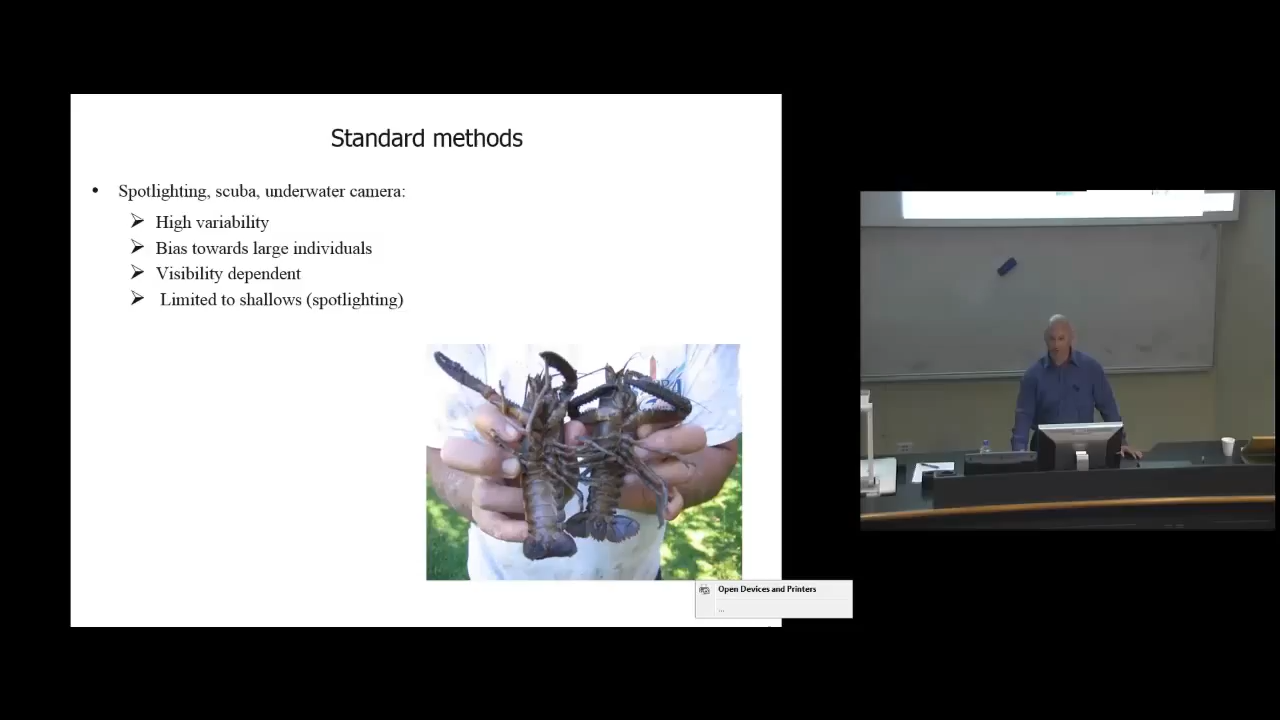 Standard methods
• Spotlighting, scuba, underwater camera:
➢ High variability
➢ Bias towards large individuals
➢ Visibility dependent
➢ Limited to shallows (spotlighting)
Open Devices and Printers
...